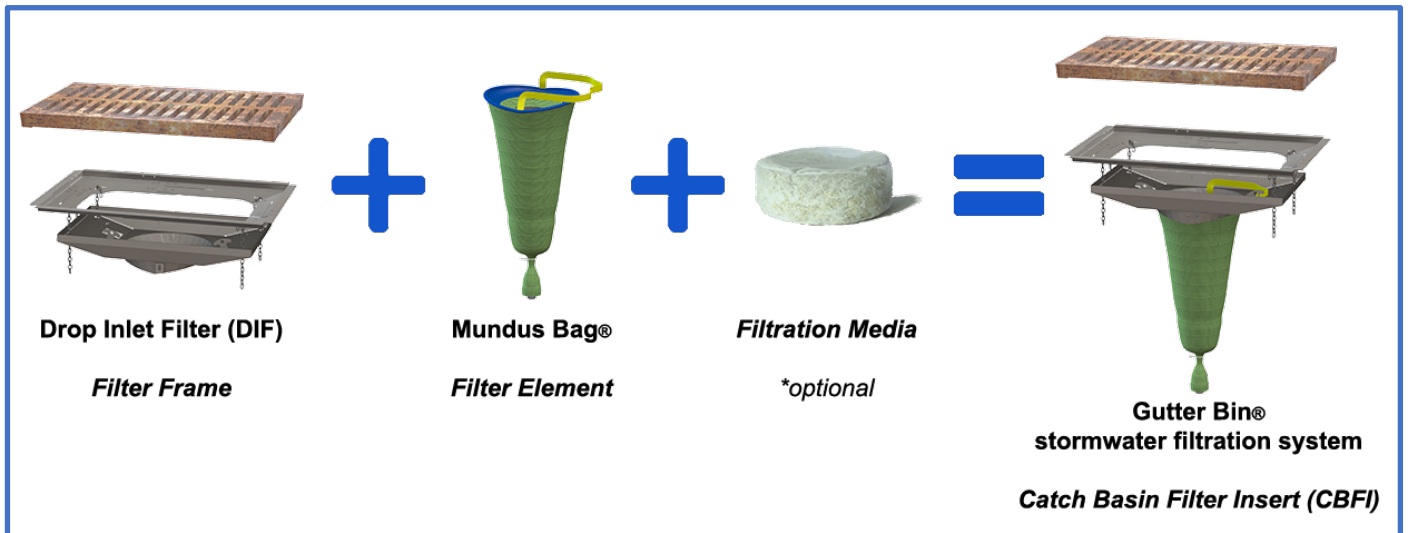 Drop Inlet Filter (DIF)
Filter Frame
Mundus Bag®
Filter Element
Filtration Media
*optional
Gutter Bin®
stormwater filtration system
Catch Basin Filter Insert (CBFI)